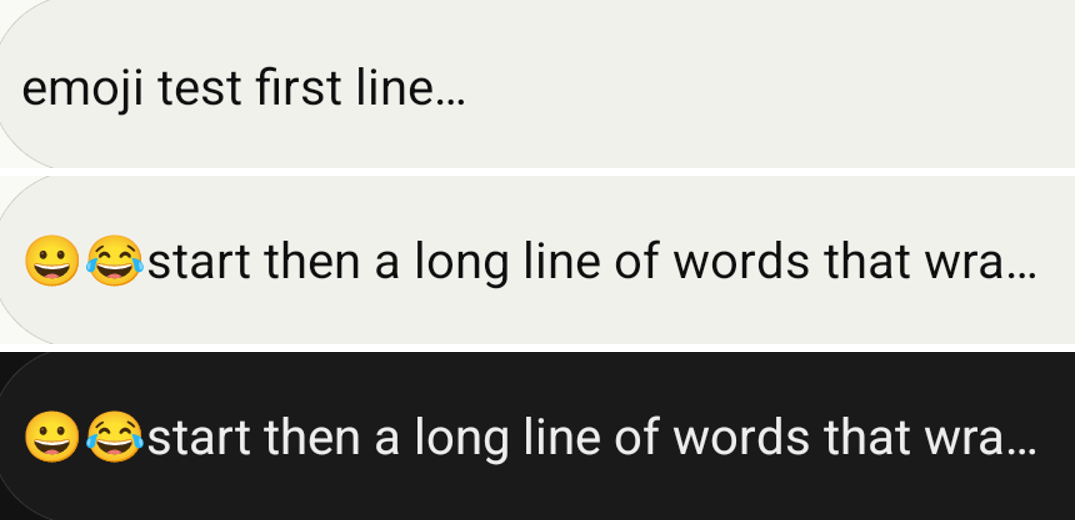 emoji test first line...
😀😂start then a long line of words that wra...
😀😂start then a long line of words that wra...